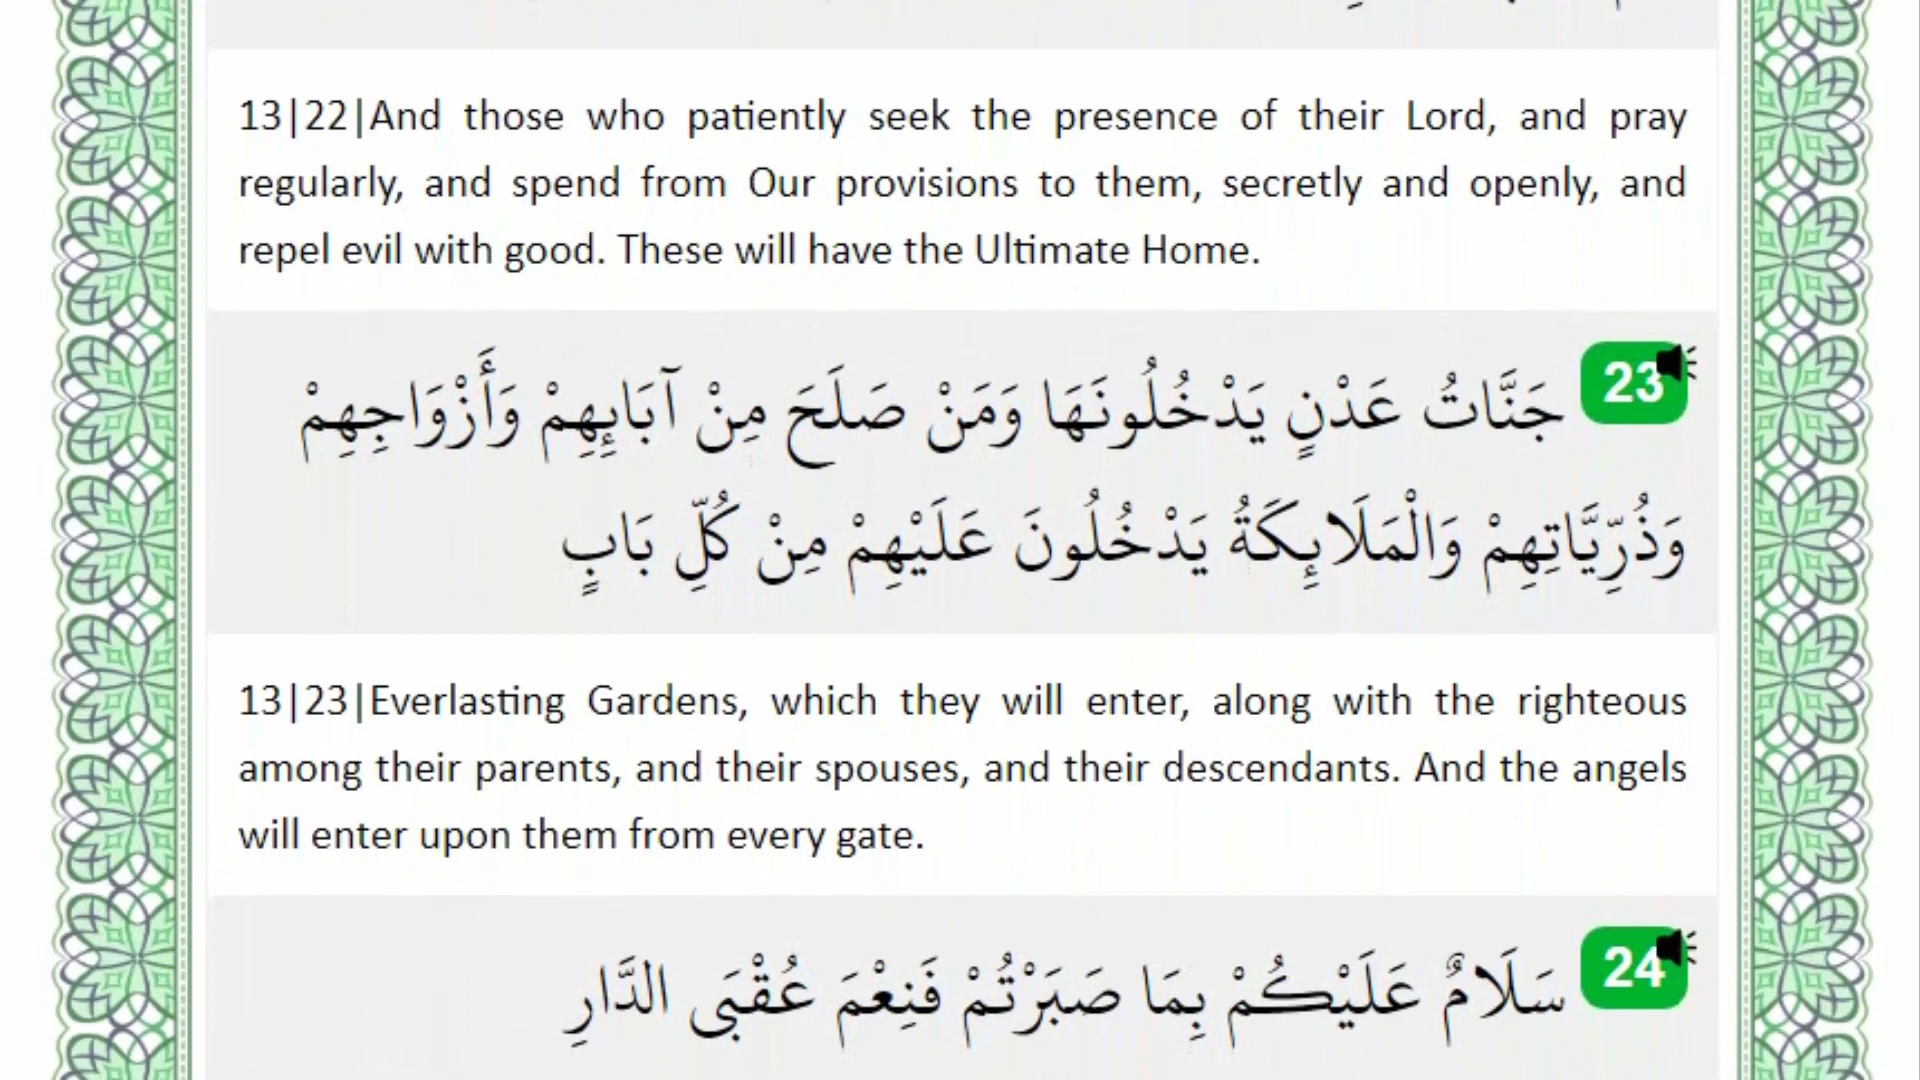 13|22|And those who patiently seek the presence of their Lord, and pray
regularly, and spend from Our provisions to them, secretly and openly, and
repel evil with good. These will have the Ultimate Home.
23 جَنَّاتُ عَدْنٍ يَدْخُلُونَهَا وَمَنْ صَلَحَ مِنْ آبَائِهِمْ وَأَزْوَاجِهِمْ
وَذُرِّيَّاتِهِمْ وَالْمَلَائِكَةُ يَدْخُلُونَ عَلَيْهِمْ مِنْ كُلِّ بَابٍ
13|23|Everlasting Gardens, which they will enter, along with the righteous
among their parents, and their spouses, and their descendants. And the angels
will enter upon them from every gate.
24 سَلَامٌ عَلَيْكُمْ بِمَا صَبَرْتُمْ فَنِعْمَ عُقْبَى الدَّارِ